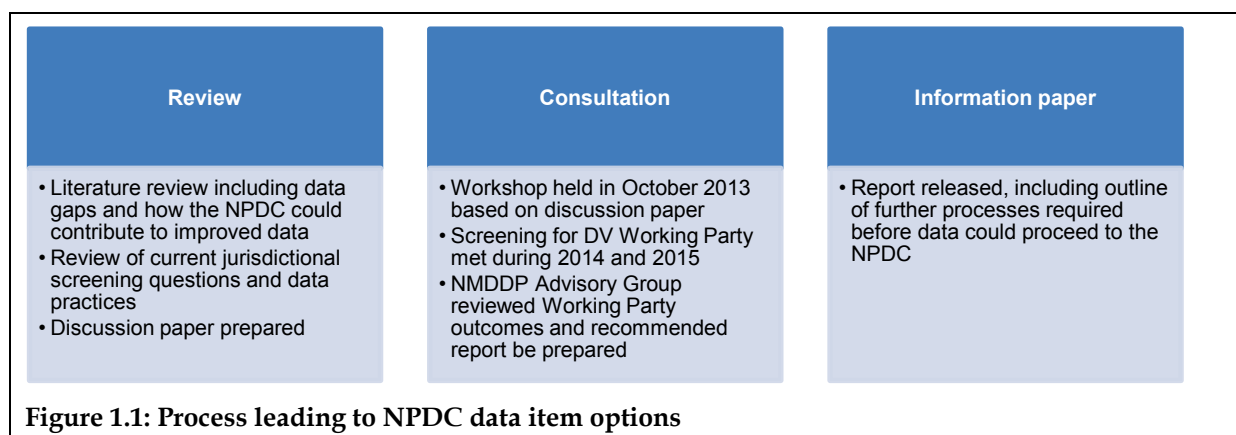 Review
• Literature review including data
gaps and how the NPDC could
contribute to improved data
• Review of current jurisdictional
screening questions and data
practices
• Discussion paper prepared
Consultation
• Workshop held in October 2013
based on discussion paper
• Screening for DV Working Party
met during 2014 and 2015
• NMDDP Advisory Group
reviewed Working Party
outcomes and recommended
report be prepared
Information paper
• Report released, including outline
of further processes required
before data could proceed to the
NPDC
Figure 1.1: Process leading to NPDC data item options